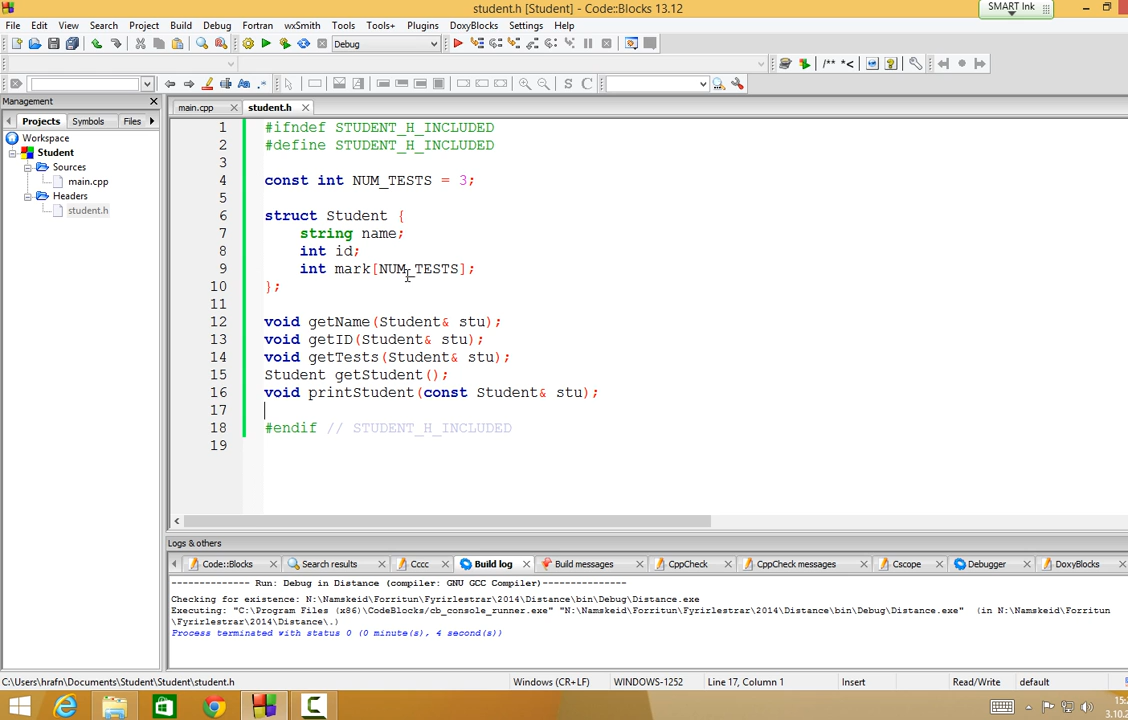 student.h [Student] - Code::Blocks 13.12
SMART Ink
File Edit View Search Project Build Debug Fortran wxSmith Tools Tools+ Plugins DoxyBlocks Settings Help
Debug
/** *<
S C
Management
main.cpp student.h
Projects Symbols Files
Workspace
Student
Sources
main.cpp
Headers
student.h
1 #ifndef STUDENT_H_INCLUDED
2 #define STUDENT_H_INCLUDED
3
4 const int NUM_TESTS = 3;
5
6 struct Student {
7 string name;
8 int id;
9 int mark[NUM_TESTS];
10 };
11
12 void getName(Student& stu);
13 void getID(Student& stu);
14 void getTests(Student& stu);
15 Student getStudent();
16 void printStudent(const Student& stu);
17
18 #endif // STUDENT_H_INCLUDED
19
Logs & others
Code::Blocks Search results Cccc Build log Build messages CppCheck CppCheck messages Cscope Debugger DoxyBlocks
-------------- Run: Debug in Distance (compiler: GNU GCC Compiler)---------------
Checking for existence: N:\Namskeid\Forritun\Fyrirlestrar\2014\Distance\bin\Debug\Distance.exe
Executing: "C:\Program Files (x86)\CodeBlocks/cb_console_runner.exe" "N:\Namskeid\Forritun\Fyrirlestrar\2014\Distance\bin\Debug\Distance.exe"  (in N:\Namskeid\Forritun
\Fyrirlestrar\2014\Distance\.)
Process terminated with status 0 (0 minute(s), 4 second(s))
C:\Users\hrafn\Documents\Student\Student\student.h Windows (CR+LF) WINDOWS-1252 Line 17, Column 1 Insert Read/Write default
15:
3.10.2